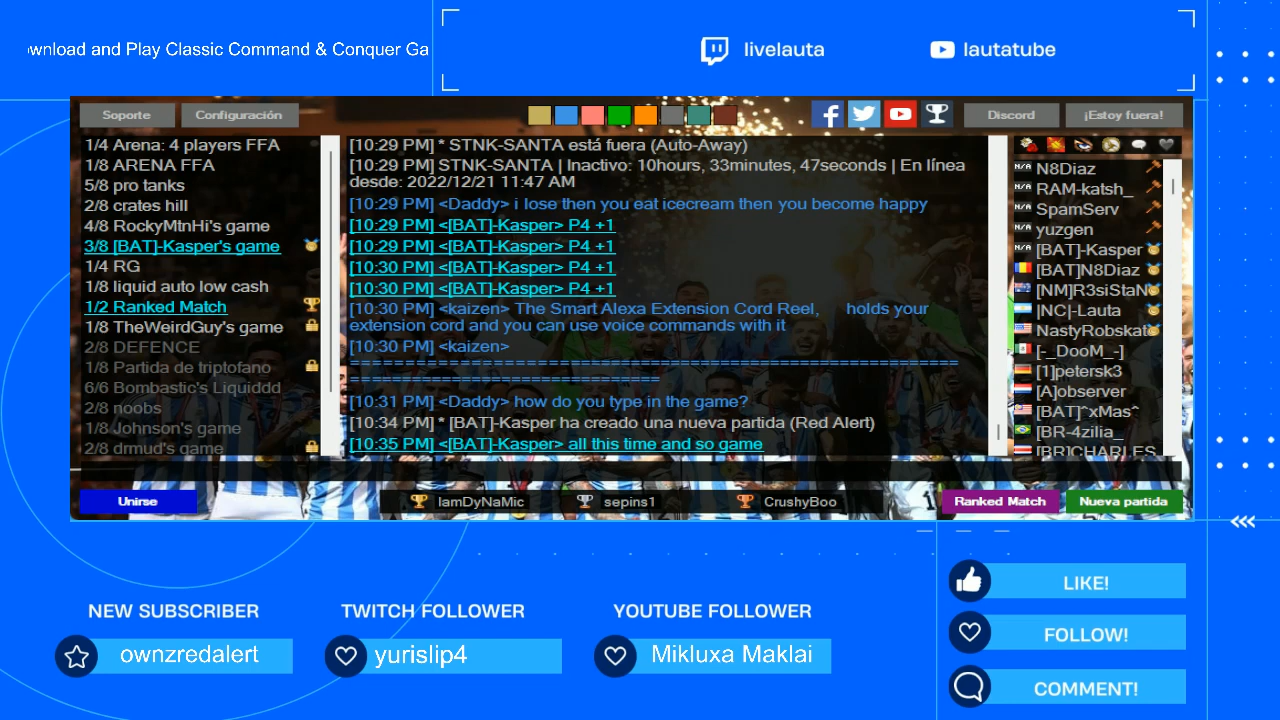 wnload and Play Classic Command & Conquer Ga
livelauta
lautatube
Soporte
Configuración
Discord
¡Estoy fuera!
1/4 Arena: 4 players FFA
1/8 ARENA FFA
5/8 pro tanks
2/8 crates hill
4/8 RockyMtnHi's game
3/8 [BAT]-Kasper's game
1/4 RG
1/8 liquid auto low cash
1/2 Ranked Match
1/8 TheWeirdGuy's game
2/8 DEFENCE
1/8 Partida de triptofano
6/6 Bombastic's Liquiddd
2/8 noobs
1/8 Johnson's game
2/8 drmud's game
[10:29 PM] * STNK-SANTA está fuera (Auto-Away)
[10:29 PM] STNK-SANTA | Inactivo: 10hours, 33minutes, 47seconds | En línea
desde: 2022/12/21 11:47 AM
[10:29 PM] <Daddy> i lose then you eat icecream then you become happy
[10:29 PM] <[BAT]-Kasper> P4 +1
[10:29 PM] <[BAT]-Kasper> P4 +1
[10:30 PM] <[BAT]-Kasper> P4 +1
[10:30 PM] <[BAT]-Kasper> P4 +1
[10:30 PM] <kaizen> The Smart Alexa Extension Cord Reel, holds your
extension cord and you can use voice commands with it
[10:30 PM] <kaizen>
[10:31 PM] <Daddy> how do you type in the game?
[10:34 PM] * [BAT]-Kasper ha creado una nueva partida (Red Alert)
[10:35 PM] <[BAT]-Kasper> all this time and so game
N/A N8Diaz
N/A RAM-katsh_
N/A SpamServ
N/A yuzgen
N/A [BAT]-Kasper
[BAT]N8Diaz
[NM]R3siStaN
|NC|-Lauta
NastyRobskat
[-_DooM_-]
[1]petersk3
[A]observer
[BAT]^xMas^
[BR-4zilia_
[BR]CHARLES
Unirse
IamDyNaMic
sepins1
CrushyBoo
Ranked Match
Nueva partida
NEW SUBSCRIBER
ownzredalert
TWITCH FOLLOWER
yurislip4
YOUTUBE FOLLOWER
Mikluxa Maklai
LIKE!
FOLLOW!
COMMENT!